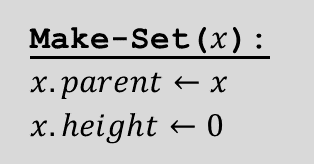 Make-Set(x):
x.parent ← x
x.height ← 0